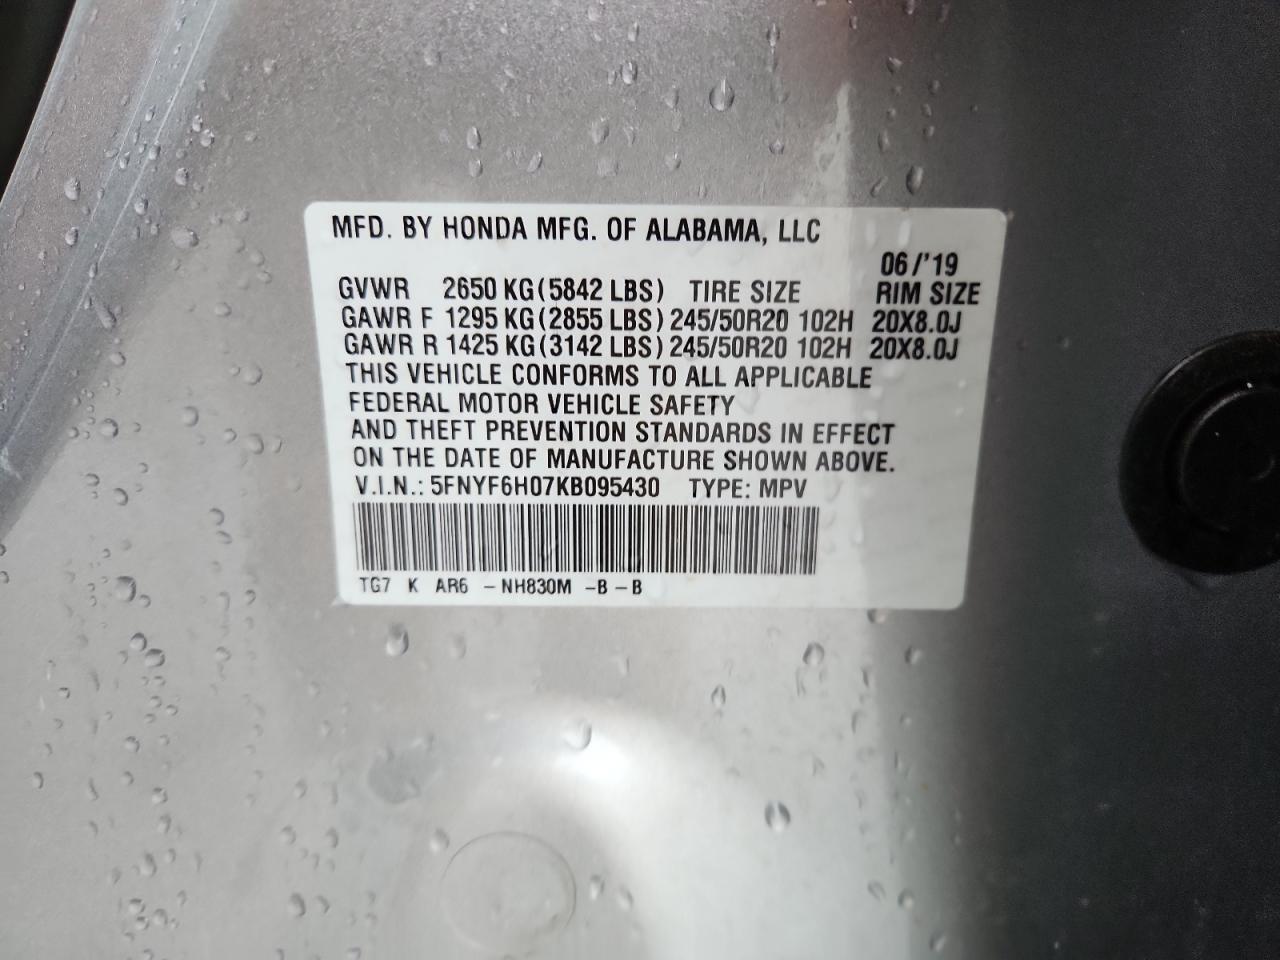 MFD. BY HONDA MFG. OF ALABAMA, LLC
06/'19
GVWR 2650 KG(5842 LBS) TIRE SIZE RIM SIZE
GAWR F 1295 KG(2855 LBS) 245/50R20 102H 20X8.0J
GAWR R 1425 KG(3142 LBS) 245/50R20 102H 20X8.0J
THIS VEHICLE CONFORMS TO ALL APPLICABLE
FEDERAL MOTOR VEHICLE SAFETY
AND THEFT PREVENTION STANDARDS IN EFFECT
ON THE DATE OF MANUFACTURE SHOWN ABOVE.
V.I.N.: 5FNYF6H07KB095430 TYPE: MPV
TG7 K AR6 -NH830M -B-B